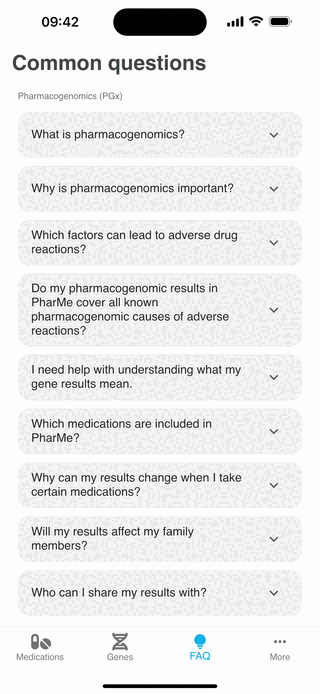 09:42
Common questions
Pharmacogenomics (PGx)
What is pharmacogenomics?
Why is pharmacogenomics important?
Which factors can lead to adverse drug
reactions?
Do my pharmacogenomic results in
PharMe cover all known
pharmacogenomic causes of adverse
reactions?
I need help with understanding what my
gene results mean.
Which medications are included in
PharMe?
Why can my results change when I take
certain medications?
Will my results affect my family
members?
Who can I share my results with?
Medications
Genes
FAQ
More